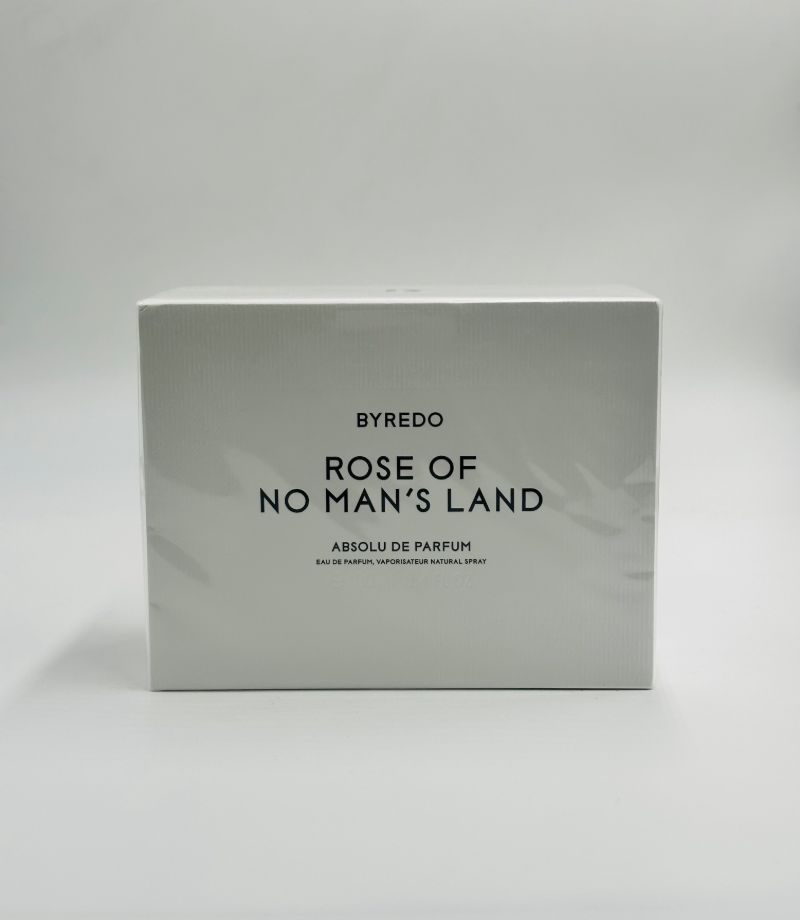 BYREDO
ROSE OF
NO MAN'S LAND
ABSOLU DE PARFUM
EAU DE PARFUM, VAPORISATEUR NATURAL SPRAY